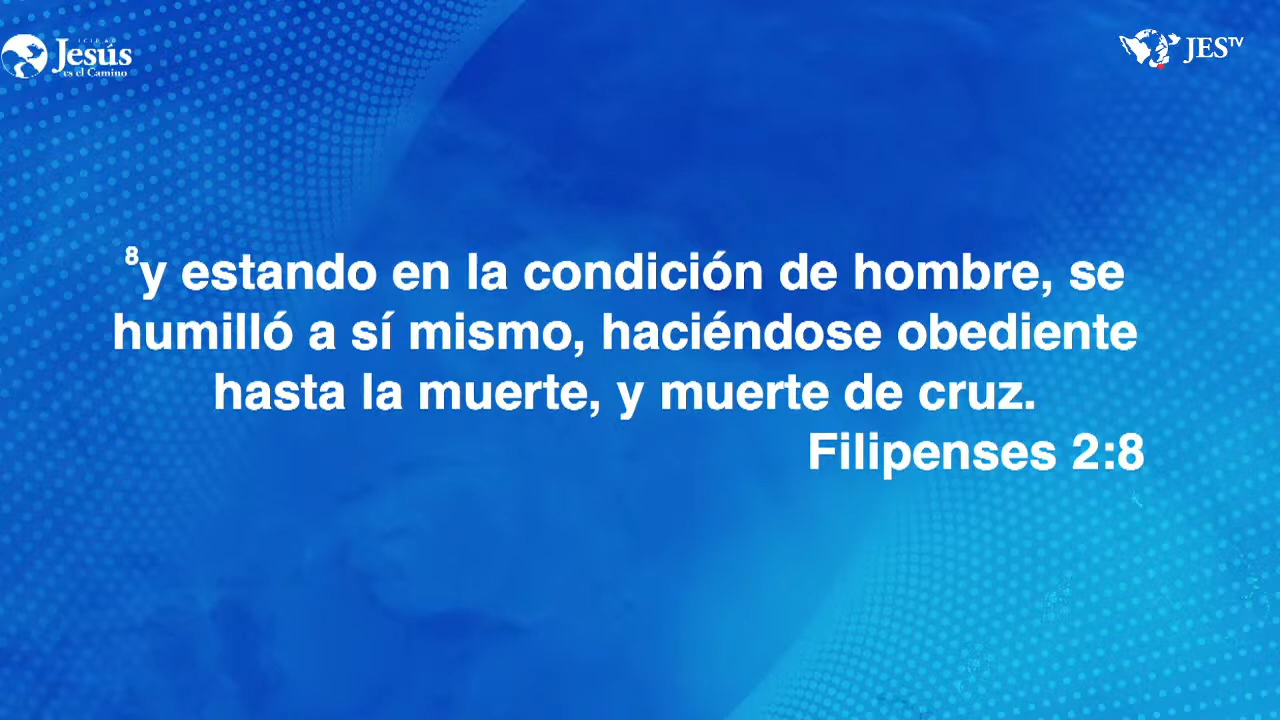 Jesús
es el Camino
JES TV
⁸y estando en la condición de hombre, se
humilló a sí mismo, haciéndose obediente
hasta la muerte, y muerte de cruz.
Filipenses 2:8